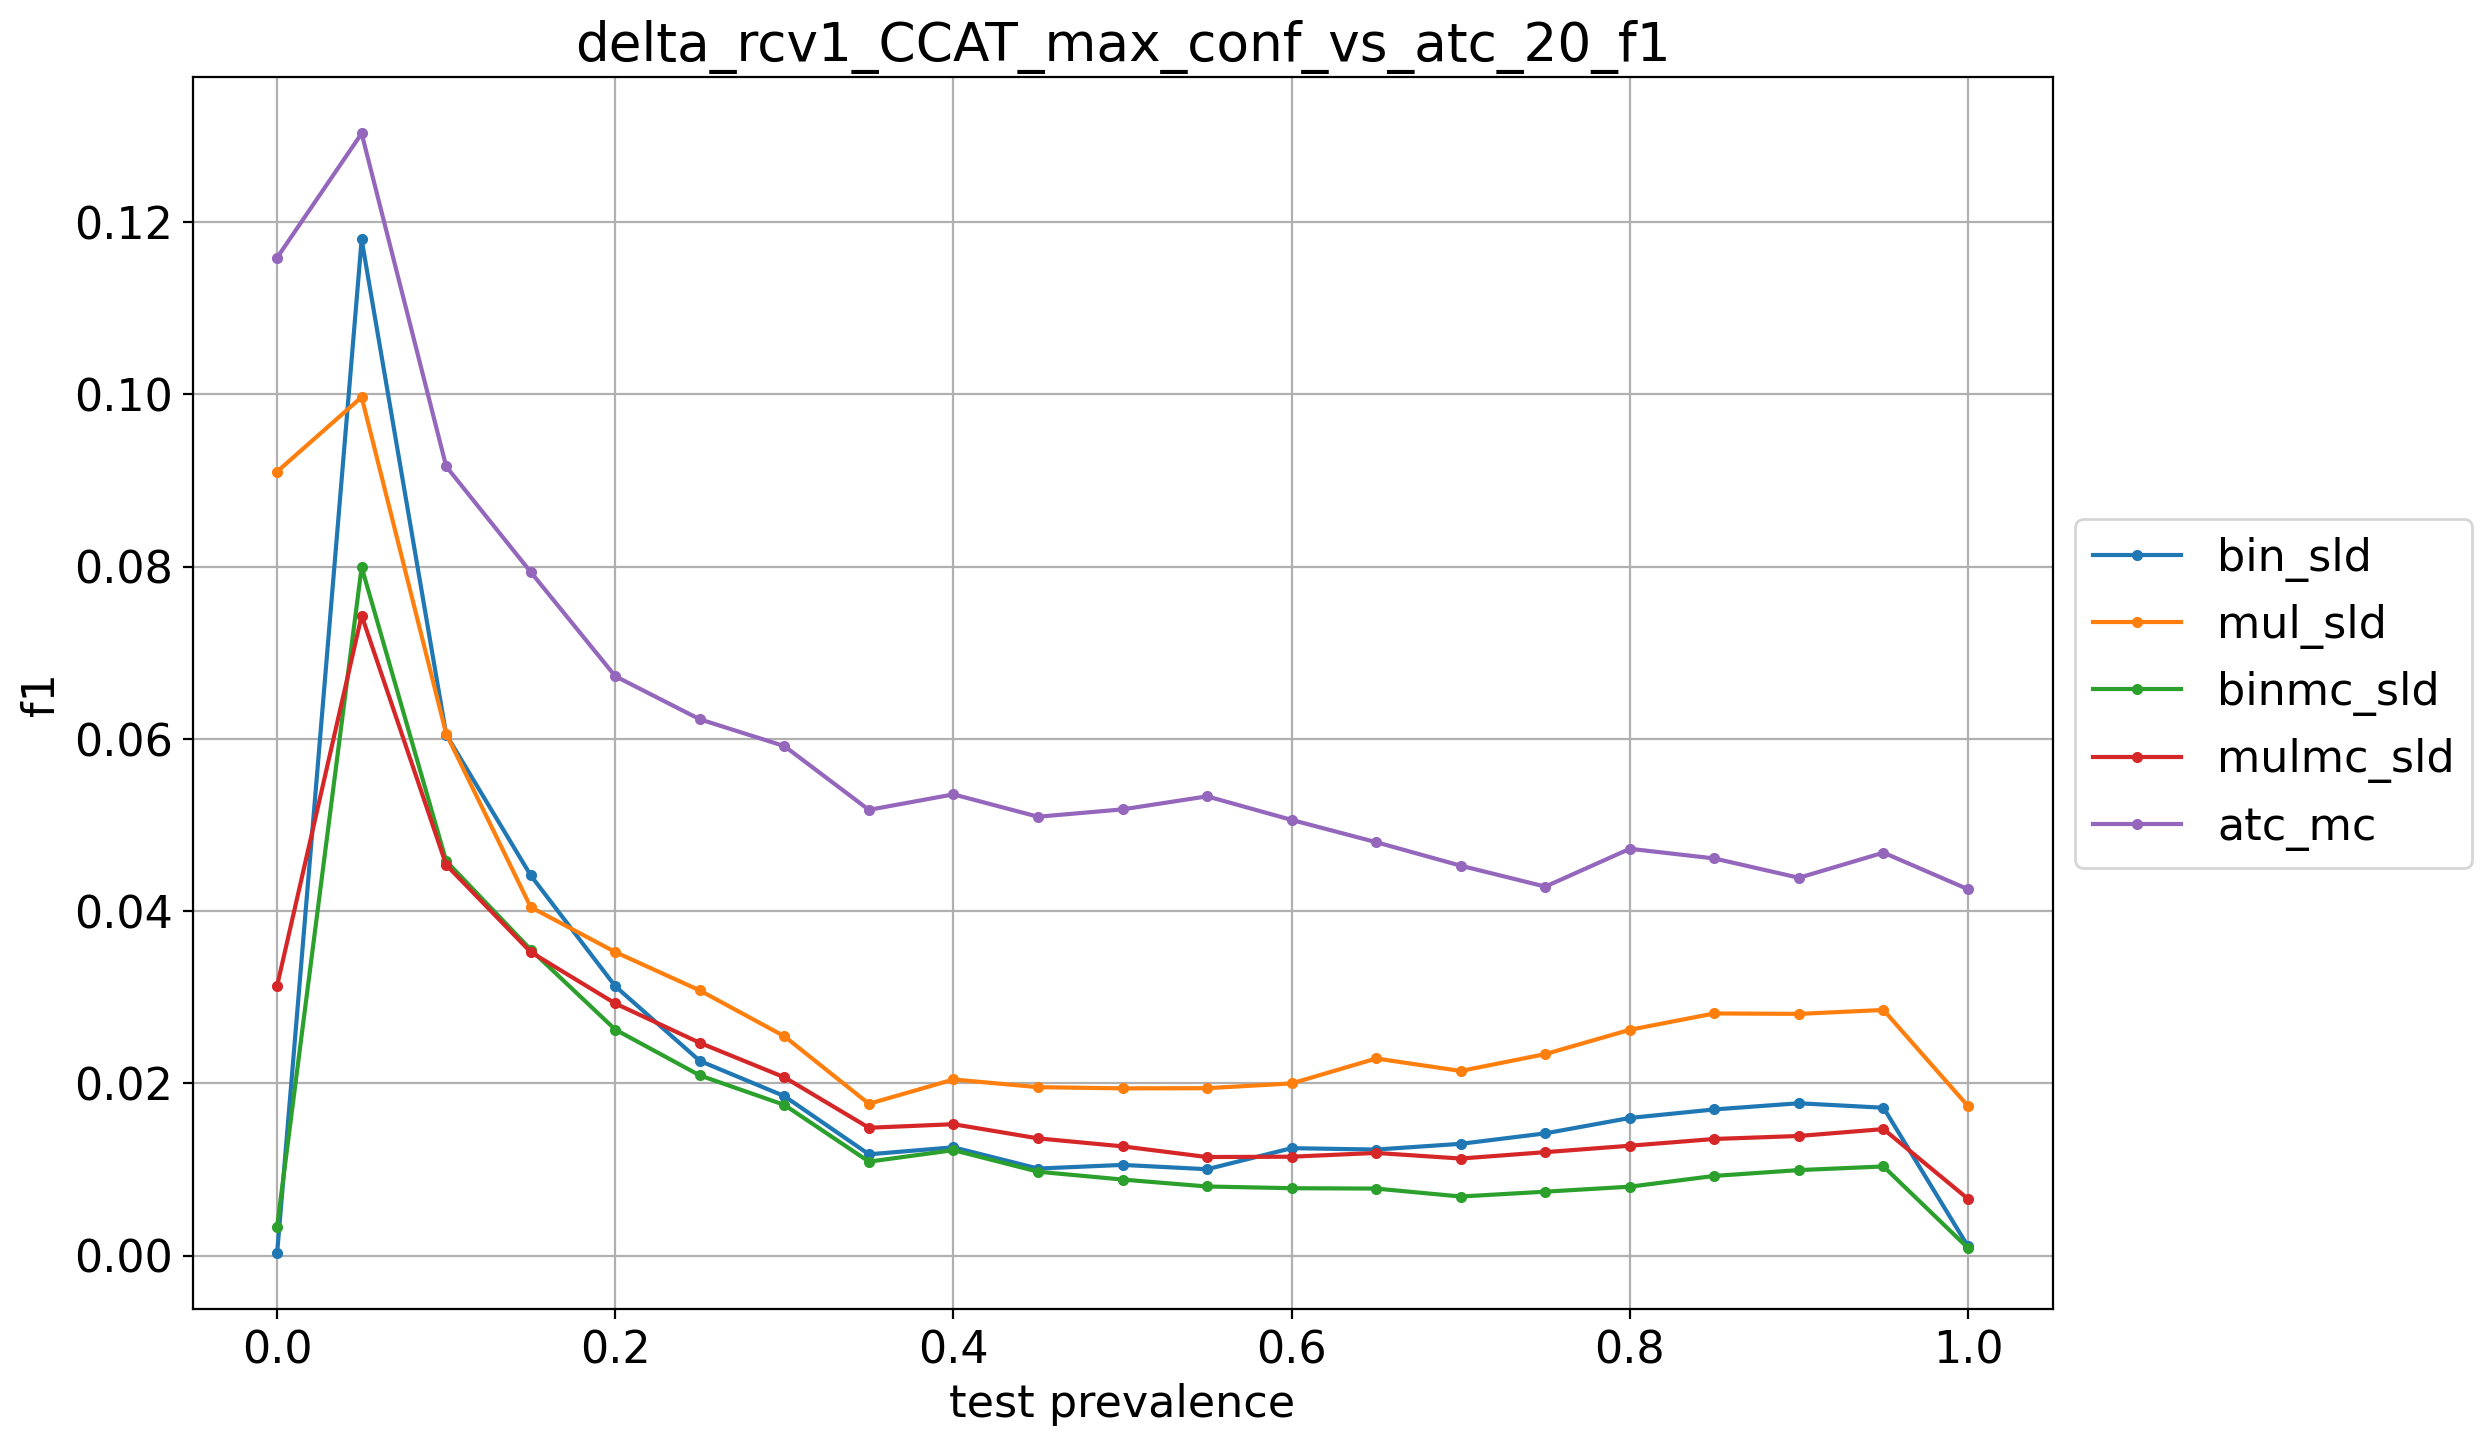 delta_rcv1_CCAT_max_conf_vs_atc_20_f1
0.12
0.10
0.08
0.06
0.04
0.02
0.00
f1
0.0 0.2 0.4 0.6 0.8 1.0
test prevalence
bin_sld
mul_sld
binmc_sld
mulmc_sld
atc_mc